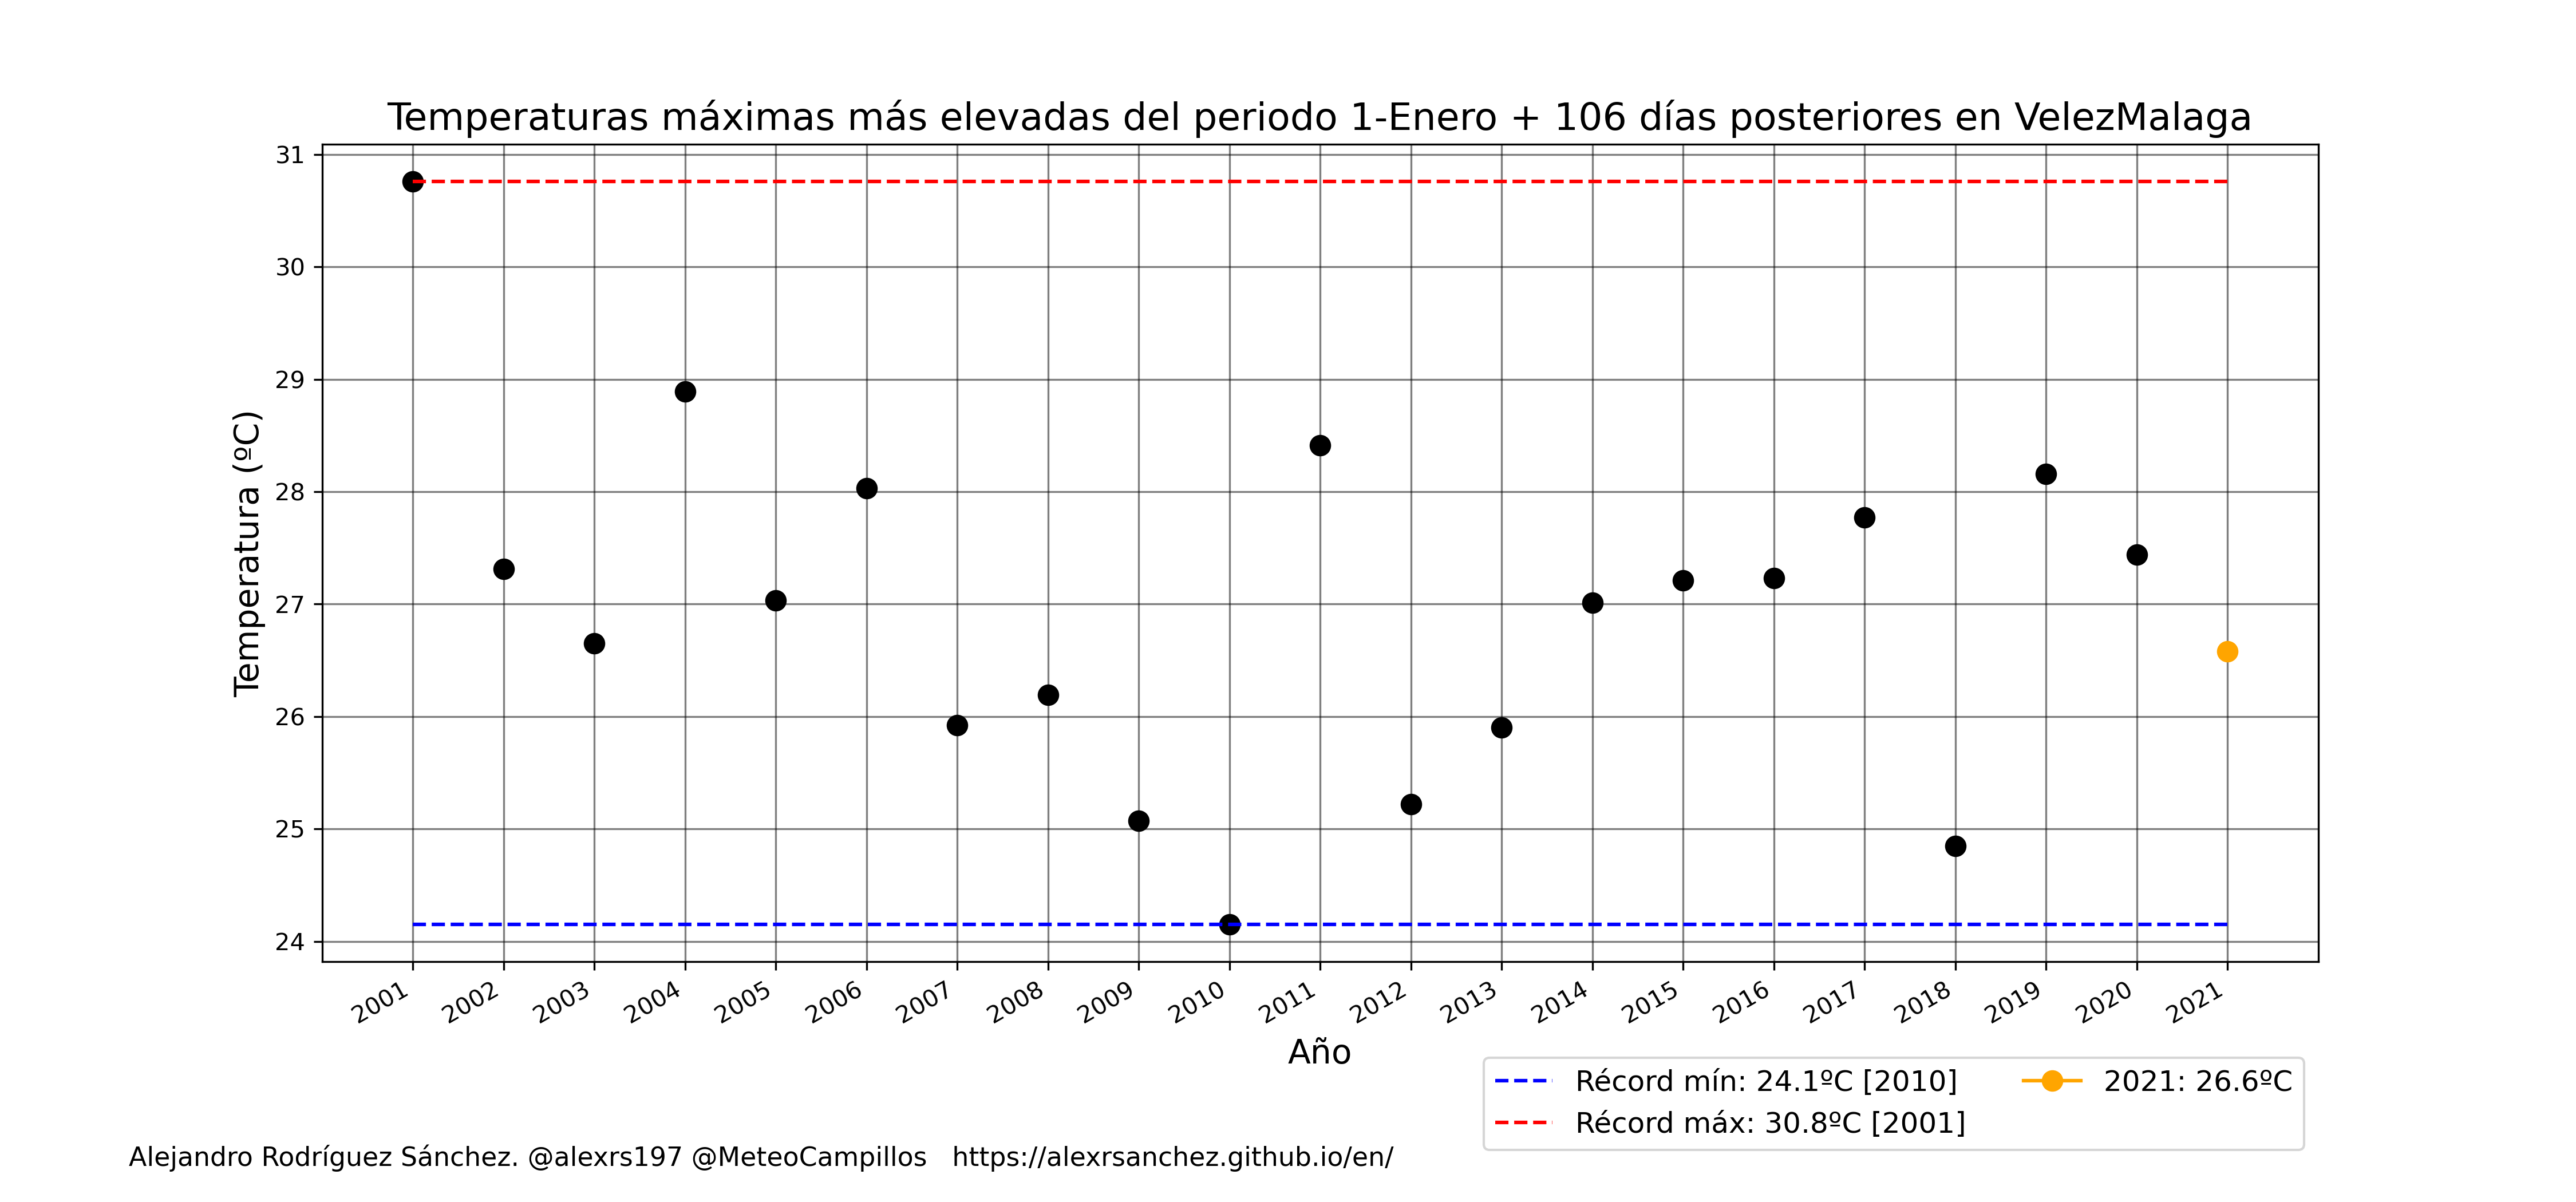 Temperaturas máximas más elevadas del periodo 1-Enero + 106 días posteriores en VelezMalaga
Temperatura (ºC)
31
30
29
28
27
26
25
24
2001 2002 2003 2004 2005 2006 2007 2008 2009 2010 2011 2012 2013 2014 2015 2016 2017 2018 2019 2020 2021
Año
Récord mín: 24.1ºC [2010]
Récord máx: 30.8ºC [2001]
2021: 26.6ºC
Alejandro Rodríguez Sánchez. @alexrs197 @MeteoCampillos https://alexrsanchez.github.io/en/